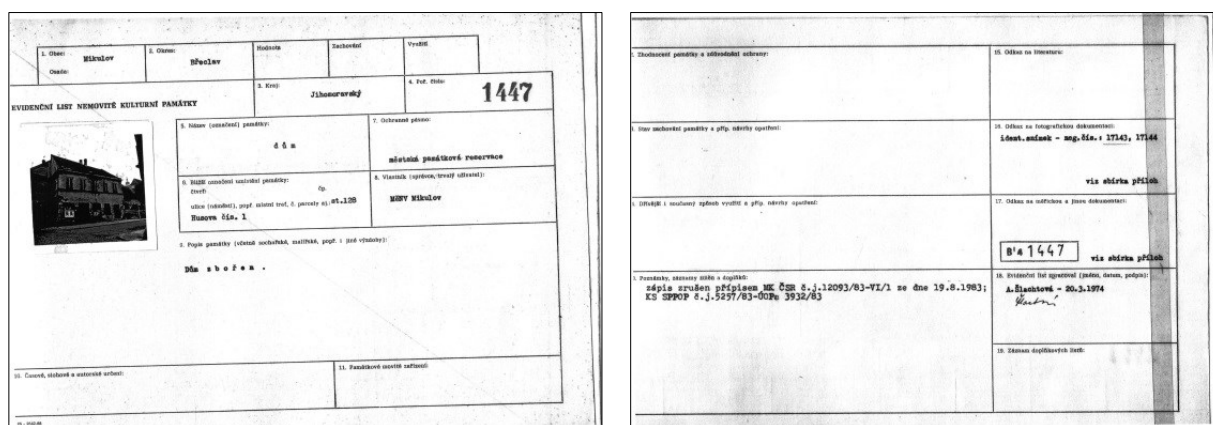 1. Obec:
Mikulov
Osada:
2. Okres:
Břeclav
Hodnota
Zachování
Využití
3. Kraj:
Jihomoravský
4. Poř. číslo:
1447
EVIDENČNÍ LIST NEMOVITÉ KULTURNÍ PAMÁTKY
5. Název (označení) památky:
dům
7. Ochranné pásmo:
městská památková reservace
6. Bližší označení umístění památky:
čtvrť:
čp.
ulice (náměstí), popř. místní trať, č. parcely aj. st.128
Husova čís. 1
8. Vlastník (správce, trvalý uživatel):
MěNV Mikulov
9. Popis památky (včetně sochařské, malířské, popř. i jiné výzdoby):
Dům zbořen.
10. Časové, slohové a autorské určení:
11. Památkové movité zařízení:
. Zhodnocení památky a zdůvodnění ochrany:
15. Odkaz na literaturu:
. Stav zachování památky a příp. návrhy opatření:
16. Odkaz na fotografickou dokumentaci:
ident.snímek - neg.čís.: 17143, 17144
viz sbírka příloh
. Dřívější i současný způsob využití a příp. návrhy opatření:
17. Odkaz na měřickou a jinou dokumentaci:
1447
viz sbírka příloh
. Poznámky, záznamy změn a doplňků:
zápis zrušen přípisem MK ČSR č.j.12093/83-VI/1 ze dne 19.8.1983;
KS SPPOP č.j.5257/83-OOPe 3932/83
18. Evidenční list zpracoval (jméno, datum, podpis):
A.Šlachtová - 20.3.1974
19. Záznam doplňkových listů: